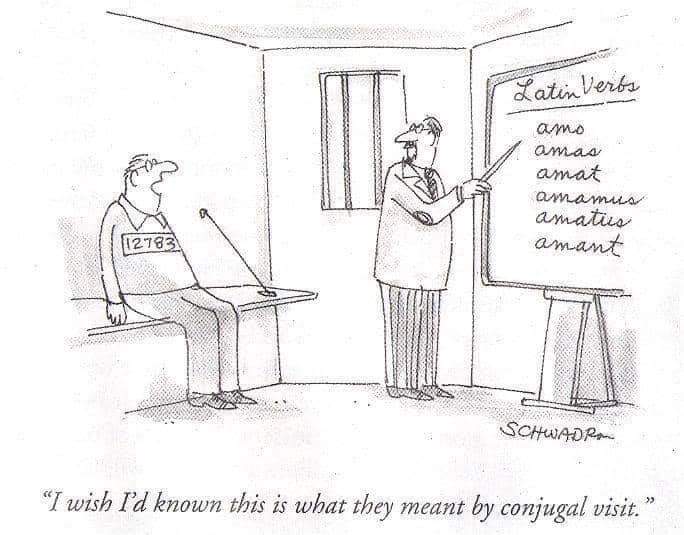 Latin Verbs
amo
amas
amat
amamus
amatis
amant
12783
SCHWADRON
"I wish I'd known this is what they meant by conjugal visit."